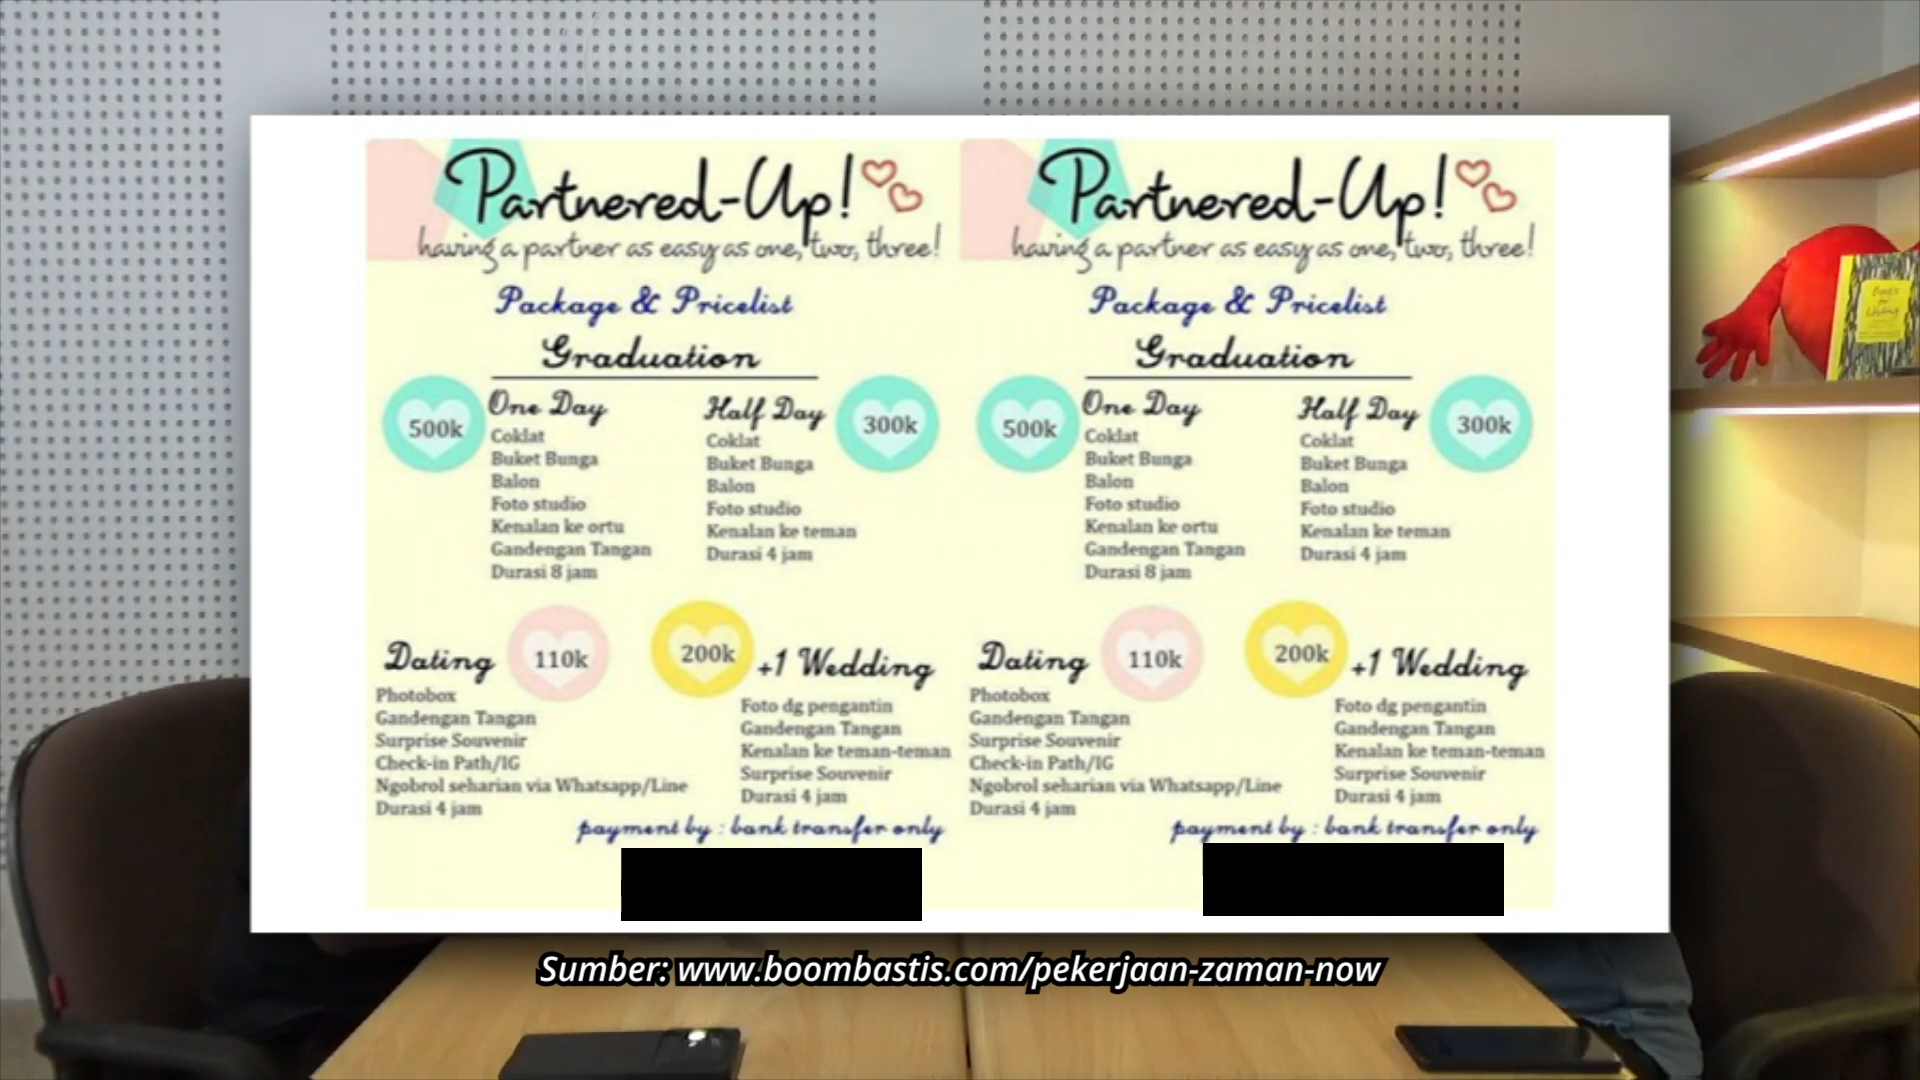 Partnered-Up!
having a partner as easy as one, two, three!
Package & Pricelist
Graduation
500k
One Day
Coklat
Buket Bunga
Balon
Foto studio
Kenalan ke ortu
Gandengan Tangan
Durasi 8 jam
Half Day
300k
Coklat
Buket Bunga
Balon
Foto studio
Kenalan ke teman
Durasi 4 jam
Dating
110k
Photobox
Gandengan Tangan
Surprise Souvenir
Check-in Path/IG
Ngobrol seharian via Whatsapp/Line
Durasi 4 jam
200k
+1 Wedding
Foto dg pengantin
Gandengan Tangan
Kenalan ke teman-teman
Surprise Souvenir
Durasi 4 jam
payment by : bank transfer only
Partnered-Up!
having a partner as easy as one, two, three!
Package & Pricelist
Graduation
500k
One Day
Coklat
Buket Bunga
Balon
Foto studio
Kenalan ke ortu
Gandengan Tangan
Durasi 8 jam
Half Day
300k
Coklat
Buket Bunga
Balon
Foto studio
Kenalan ke teman
Durasi 4 jam
Dating
110k
Photobox
Gandengan Tangan
Surprise Souvenir
Check-in Path/IG
Ngobrol seharian via Whatsapp/Line
Durasi 4 jam
200k
+1 Wedding
Foto dg pengantin
Gandengan Tangan
Kenalan ke teman-teman
Surprise Souvenir
Durasi 4 jam
payment by : bank transfer only
Sumber: www.boombastis.com/pekerjaan-zaman-now